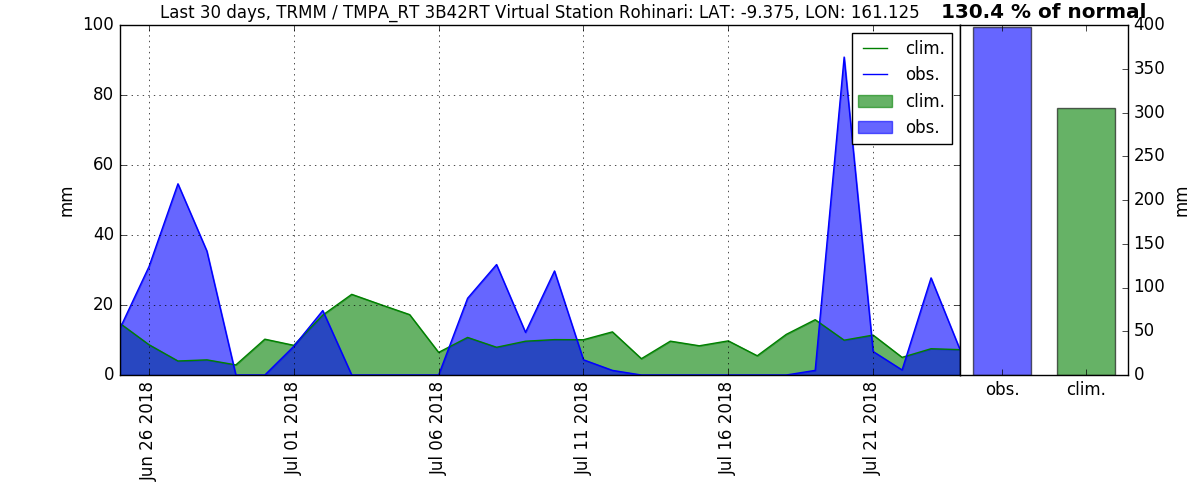 Last 30 days, TRMM / TMPA_RT 3B42RT Virtual Station Rohinari: LAT: -9.375, LON: 161.125
130.4 % of normal
100
80
60
40
20
0
mm
clim.
obs.
clim.
obs.
400
350
300
250
200
150
100
50
0
mm
Jun 26 2018
Jul 01 2018
Jul 06 2018
Jul 11 2018
Jul 16 2018
Jul 21 2018
obs.
clim.